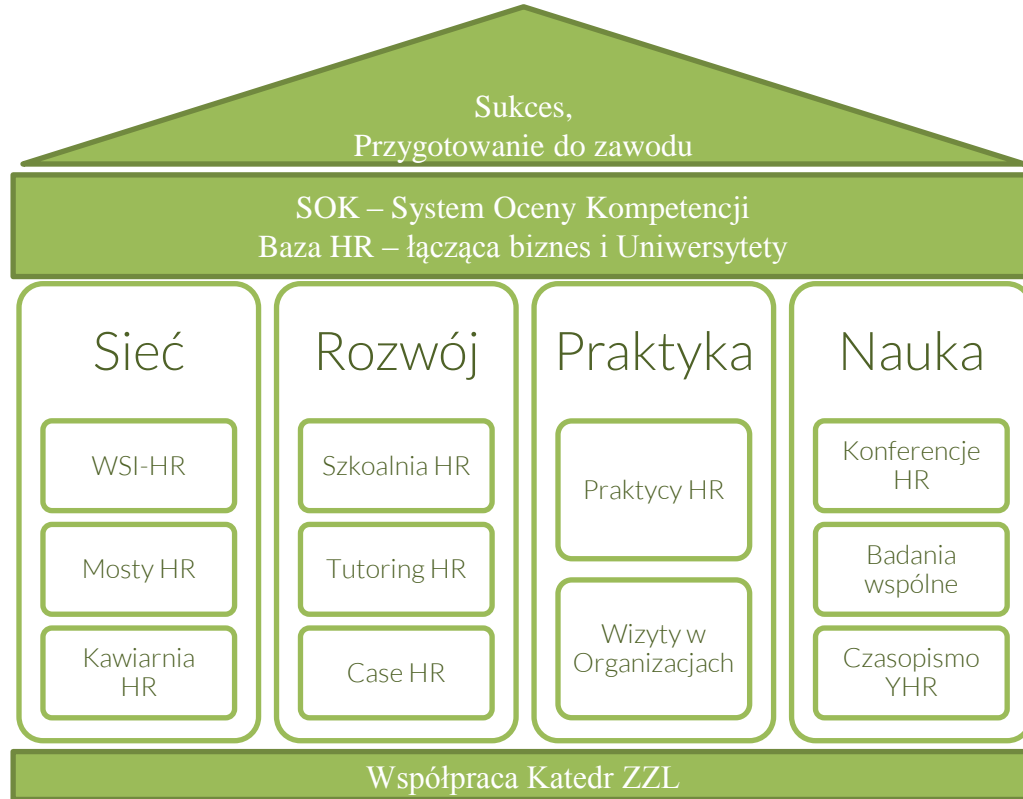 Sukces,
Przygotowanie do zawodu
SOK – System Oceny Kompetencji
Baza HR – łącząca biznes i Uniwersytety
Sieć
WSI-HR
Mosty HR
Kawiarnia
HR
Rozwój
Szkoalnia HR
Tutoring HR
Case HR
Praktyka
Praktycy HR
Wizyty w
Organizacjach
Nauka
Konferencje
HR
Badania
wspólne
Czasopismo
YHR
Współpraca Katedr ZZL